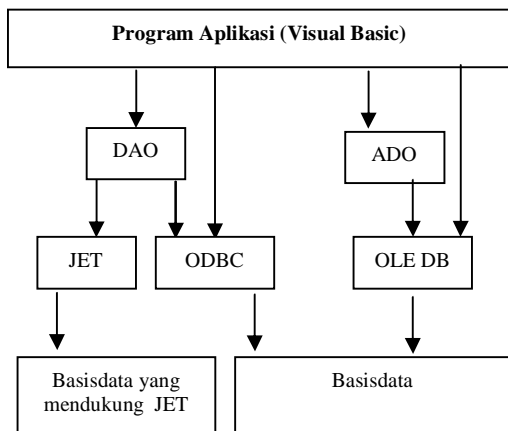 Program Aplikasi (Visual Basic)
DAO
ADO
JET
ODBC
OLE DB
Basisdata yang
mendukung JET
Basisdata